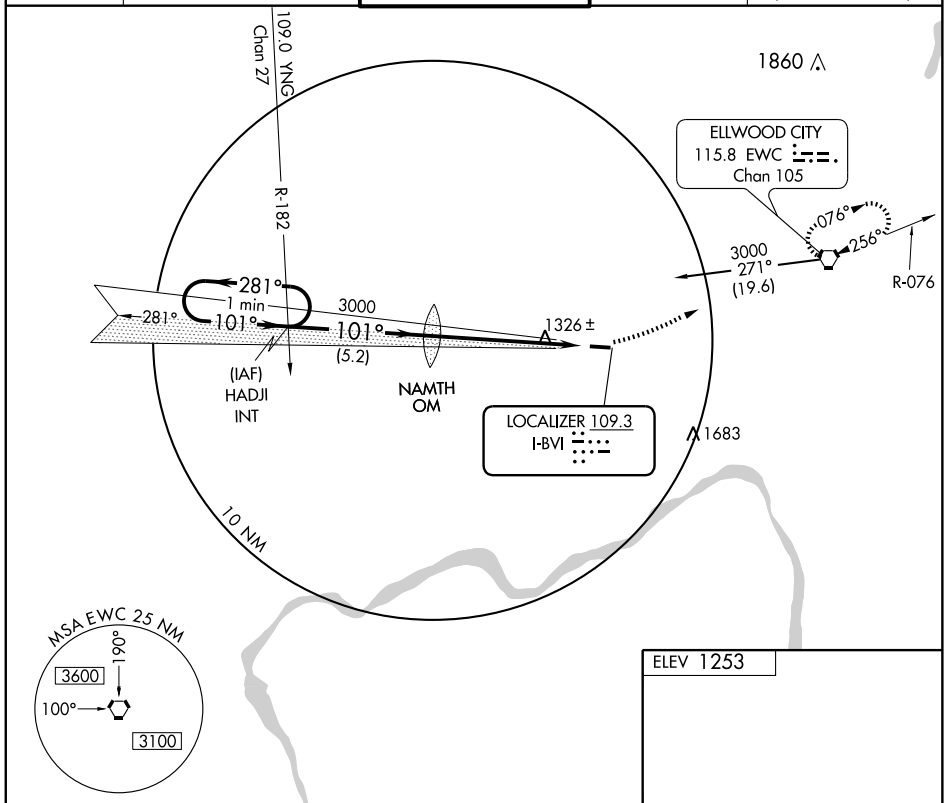 109.0 YNG
Chan 27
1860
ELLWOOD CITY
115.8 EWC
Chan 105
R-182
076°
256°
R-076
3000
271°
(19.6)
281°
1 min
3000
281°
101°
101°
(5.2)
1326 ±
(IAF)
HADJI
INT
NAMTH
OM
LOCALIZER 109.3
I-BVI
1683
10 NM
MSA EWC 25 NM
190°
3600
100°
3100
ELEV 1253